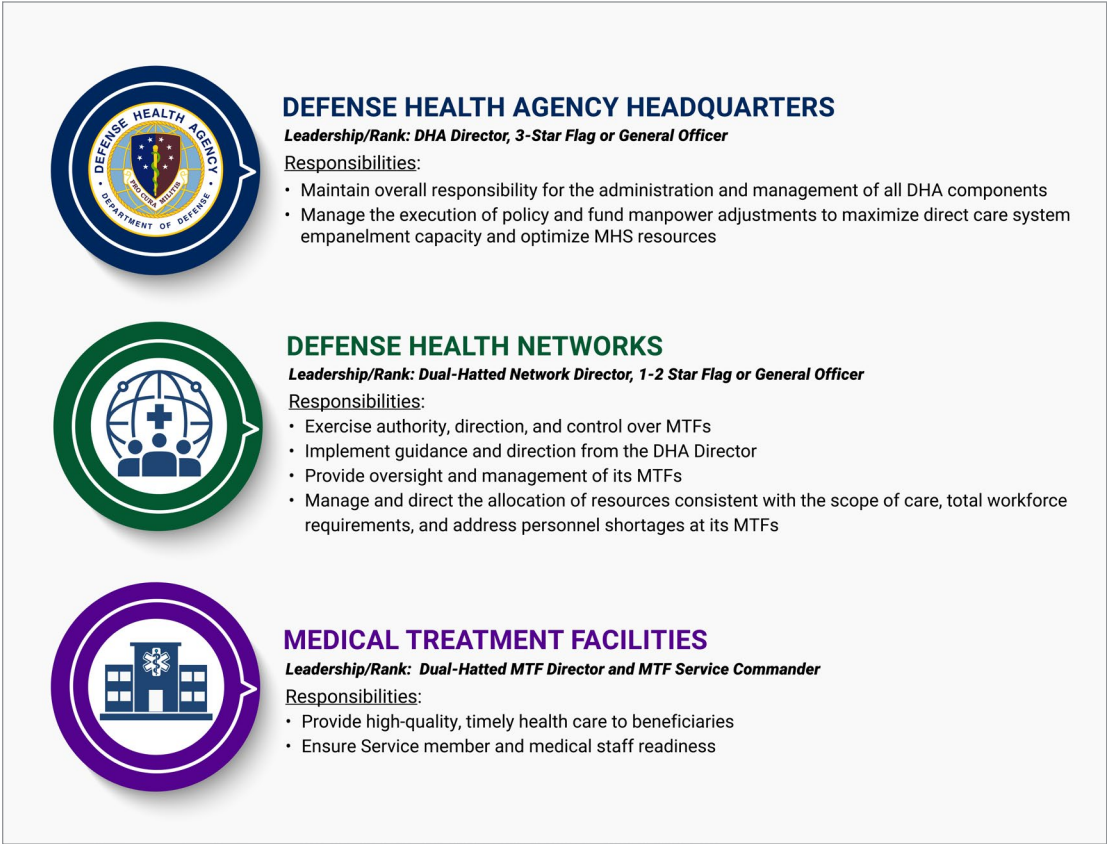 DEFENSE HEALTH AGENCY
PRO CURA MILITIS
DEPARTMENT OF DEFENSE
DEFENSE HEALTH AGENCY HEADQUARTERS
Leadership/Rank: DHA Director, 3-Star Flag or General Officer
Responsibilities:
• Maintain overall responsibility for the administration and management of all DHA components
• Manage the execution of policy and fund manpower adjustments to maximize direct care system
empanelment capacity and optimize MHS resources
DEFENSE HEALTH NETWORKS
Leadership/Rank: Dual-Hatted Network Director, 1-2 Star Flag or General Officer
Responsibilities:
• Exercise authority, direction, and control over MTFs
• Implement guidance and direction from the DHA Director
• Provide oversight and management of its MTFs
• Manage and direct the allocation of resources consistent with the scope of care, total workforce
requirements, and address personnel shortages at its MTFs
MEDICAL TREATMENT FACILITIES
Leadership/Rank: Dual-Hatted MTF Director and MTF Service Commander
Responsibilities:
• Provide high-quality, timely health care to beneficiaries
• Ensure Service member and medical staff readiness